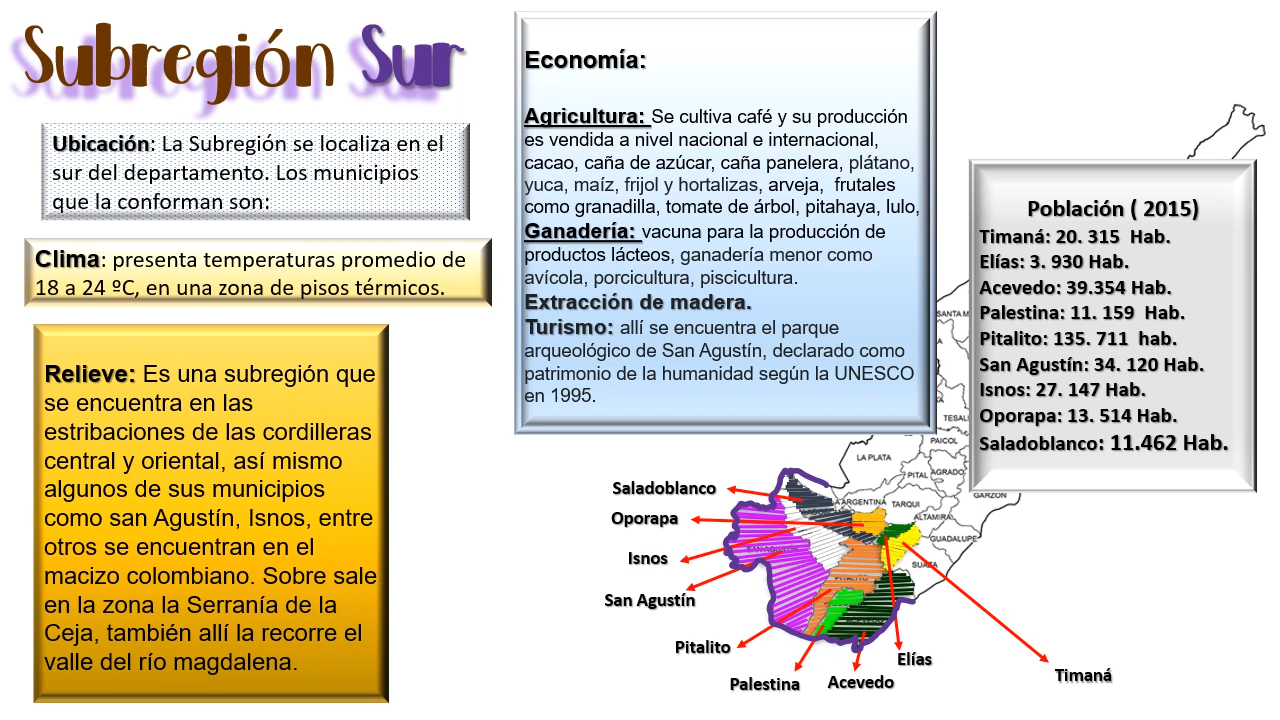 Subregión Sur
Ubicación: La Subregión se localiza en el
sur del departamento. Los municipios
que la conforman son:
Clima: presenta temperaturas promedio de
18 a 24 ºC, en una zona de pisos térmicos.
Relieve: Es una subregión que
se encuentra en las
estribaciones de las cordilleras
central y oriental, así mismo
algunos de sus municipios
como san Agustín, Isnos, entre
otros se encuentran en el
macizo colombiano. Sobre sale
en la zona la Serranía de la
Ceja, también allí la recorre el
valle del río magdalena.
Economía:
Agricultura: Se cultiva café y su producción
es vendida a nivel nacional e internacional,
cacao, caña de azúcar, caña panelera, plátano,
yuca, maíz, frijol y hortalizas, arveja,  frutales
como granadilla, tomate de árbol, pitahaya, lulo,
Ganadería: vacuna para la producción de
productos lácteos, ganadería menor como
avícola, porcicultura, piscicultura.
Extracción de madera.
Turismo: allí se encuentra el parque
arqueológico de San Agustín, declarado como
patrimonio de la humanidad según la UNESCO
en 1995.
Población ( 2015)
Timaná: 20. 315  Hab.
Elías: 3. 930 Hab.
Acevedo: 39.354 Hab.
Palestina: 11. 159  Hab.
Pitalito: 135. 711  hab.
San Agustín: 34. 120 Hab.
Isnos: 27. 147 Hab.
Oporapa: 13. 514 Hab.
Saladoblanco: 11.462 Hab.
SANTA M
TESALI
PAICOL
LA PLATA
PITAL
AGRADO
GARZON
LA ARGENTINA
TARQUI
ALTAMIRA
GUADALUPE
SUAZA
Saladoblanco
Oporapa
Isnos
San Agustín
Pitalito
Palestina
Acevedo
Elías
Timaná